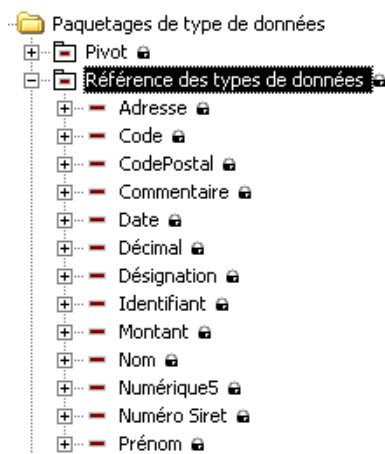 Paquetages de type de données
Pivot
Référence des types de données
Adresse
Code
CodePostal
Commentaire
Date
Décimal
Désignation
Identifiant
Montant
Nom
Numérique5
Numéro Siret
Prénom